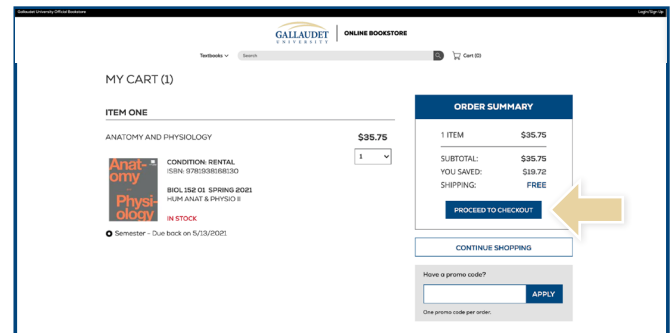 Gallaudet University Official Bookstore
Login/Sign Up
GALLAUDET
UNIVERSITY
ONLINE BOOKSTORE
Textbooks
Search
Cart (0)
MY CART (1)
ITEM ONE
ANATOMY AND PHYSIOLOGY
$35.75
1
Anat-
omy
Physi-
ology
CONDITION: RENTAL
ISBN: 9781938168130
BIOL 152 01 SPRING 2021
HUM ANAT & PHYSIO II
IN STOCK
Semester - Due back on 5/13/2021
ORDER SUMMARY
1 ITEM $35.75
SUBTOTAL: $35.75
YOU SAVED: $19.72
SHIPPING: FREE
PROCEED TO CHECKOUT
CONTINUE SHOPPING
Have a promo code?
APPLY
One promo code per order.